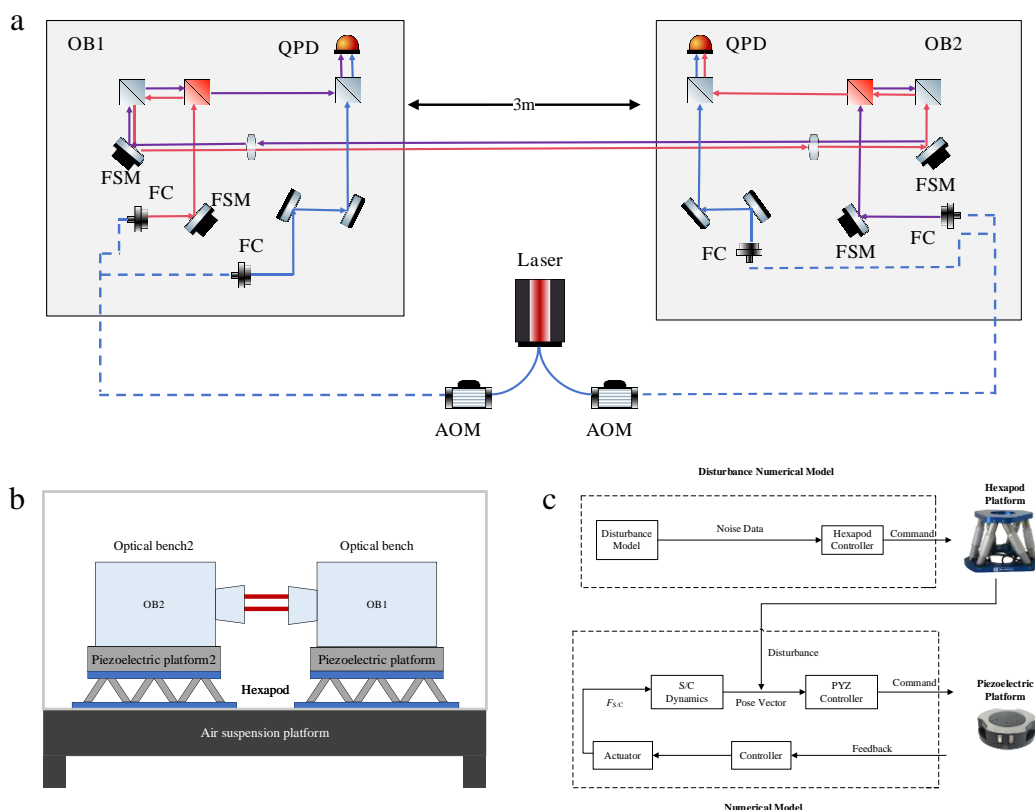 a
OB1
QPD
QPD
OB2
3m
FSM
FC
FSM
FC
FSM
FC
FSM
FC
Laser
AOM
AOM
b
Optical bench2
Optical bench
OB2
OB1
Piezoelectric platform2
Piezoelectric platform
Hexapod
Air suspension platform
c
Disturbance Numerical Model
Hexapod
Platform
Disturbance
Model
Noise Data
Hexapod
Controller
Command
Disturbance
F_S/C
S/C
Dynamics
Pose Vector
PYZ
Controller
Command
Piezoelectric
Platform
Actuator
Controller
Feedback
Numerical Model